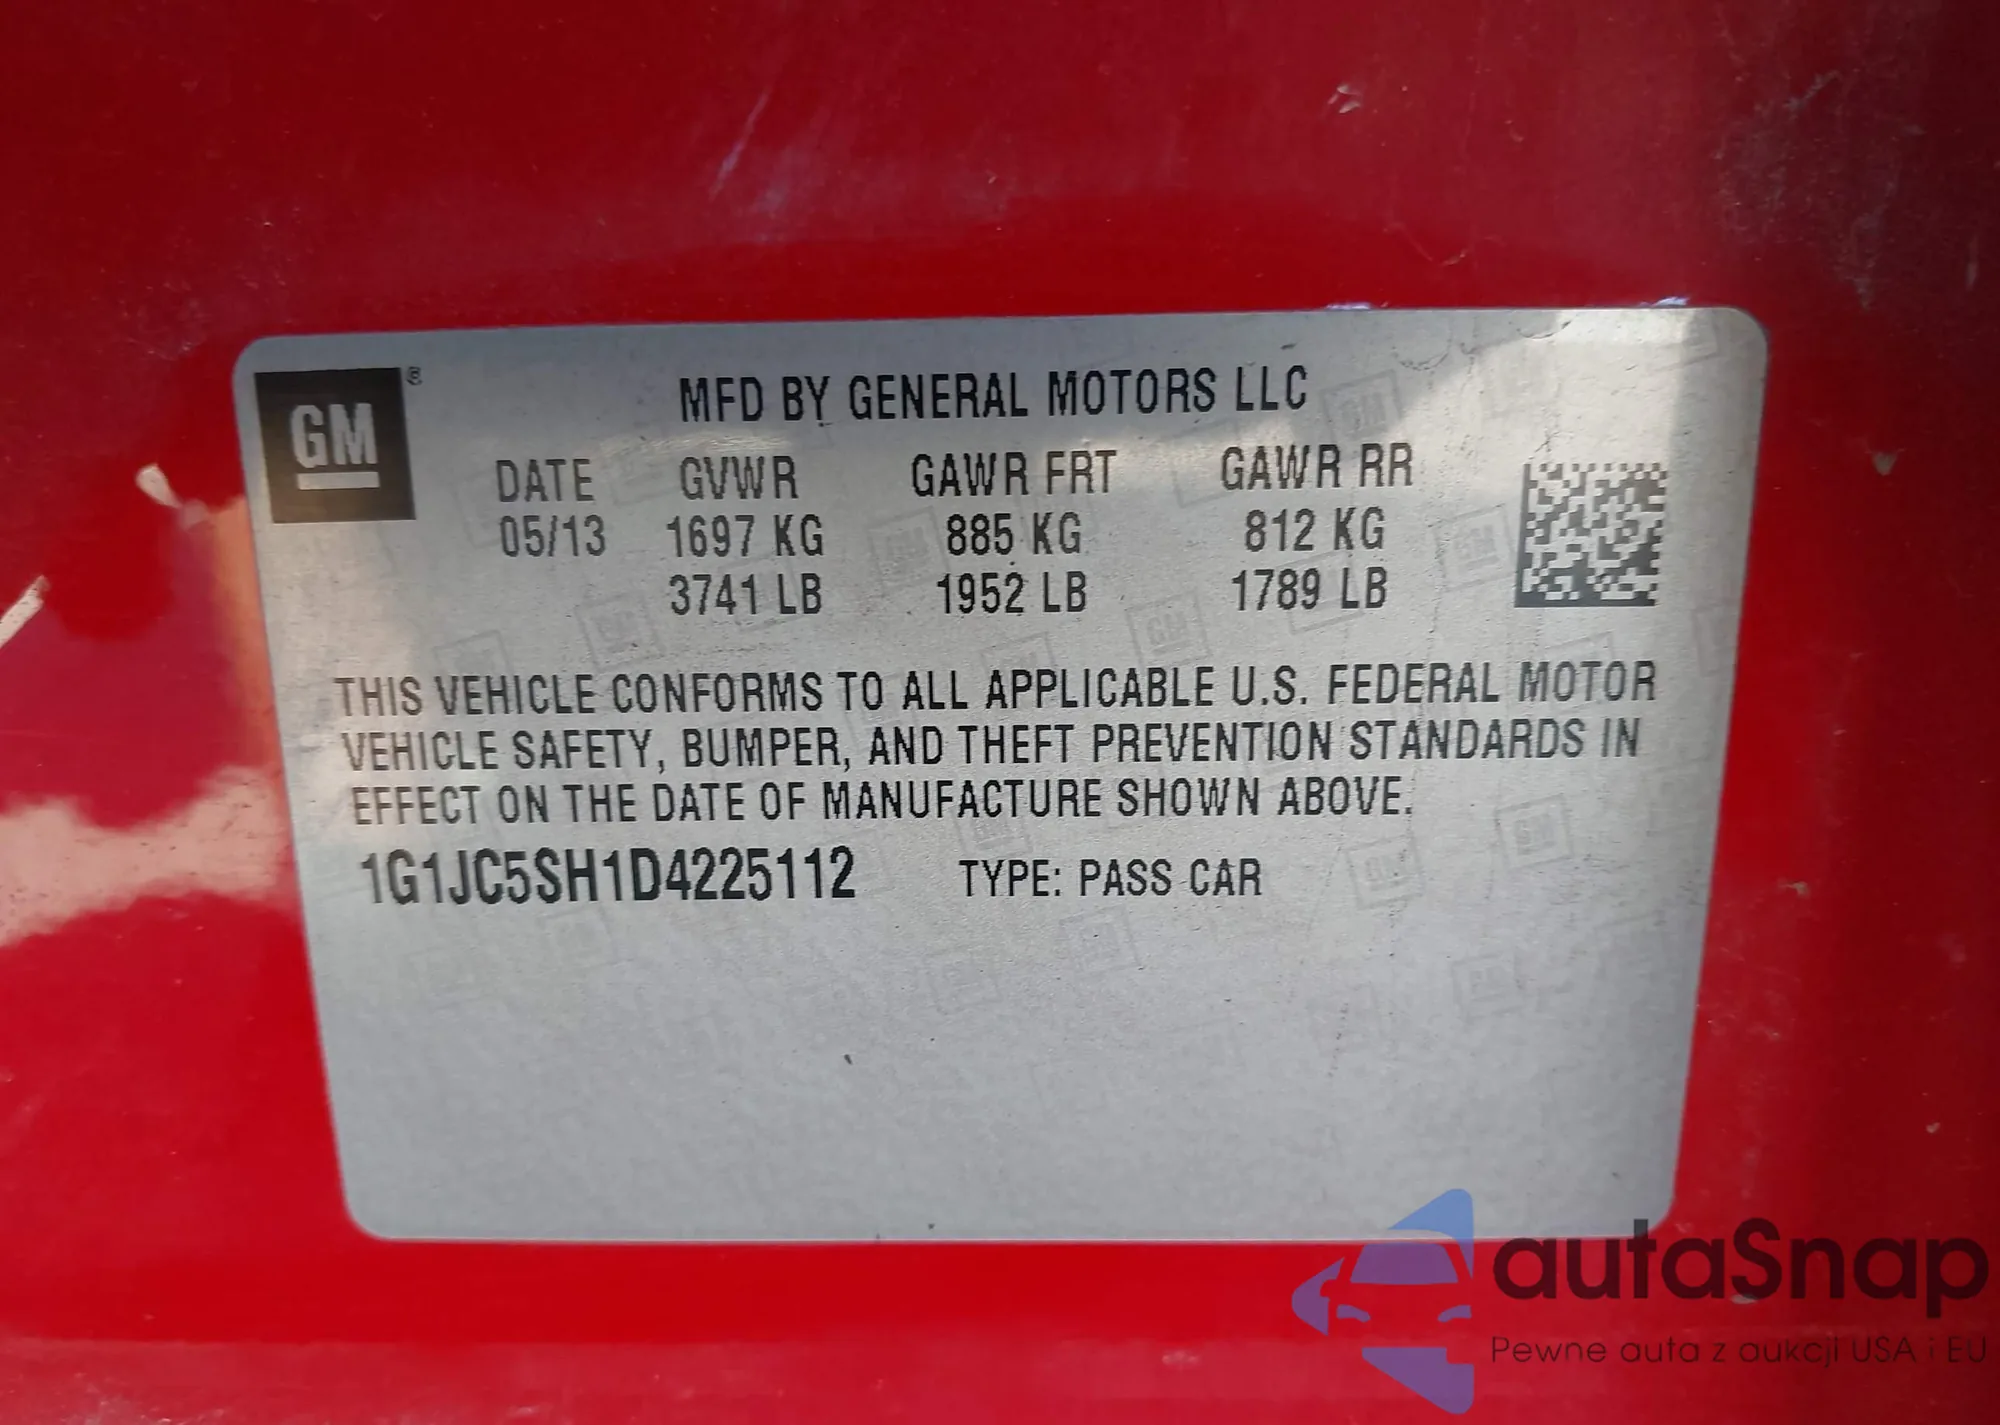 GM ®
MFD BY GENERAL MOTORS LLC
DATE GVWR GAWR FRT GAWR RR
05/13 1697 KG 885 KG 812 KG
3741 LB 1952 LB 1789 LB
THIS VEHICLE CONFORMS TO ALL APPLICABLE U.S. FEDERAL MOTOR
VEHICLE SAFETY, BUMPER, AND THEFT PREVENTION STANDARDS IN
EFFECT ON THE DATE OF MANUFACTURE SHOWN ABOVE.
1G1JC5SH1D4225112 TYPE: PASS CAR
autaSnap
Pewne auta z aukcji USA i EU